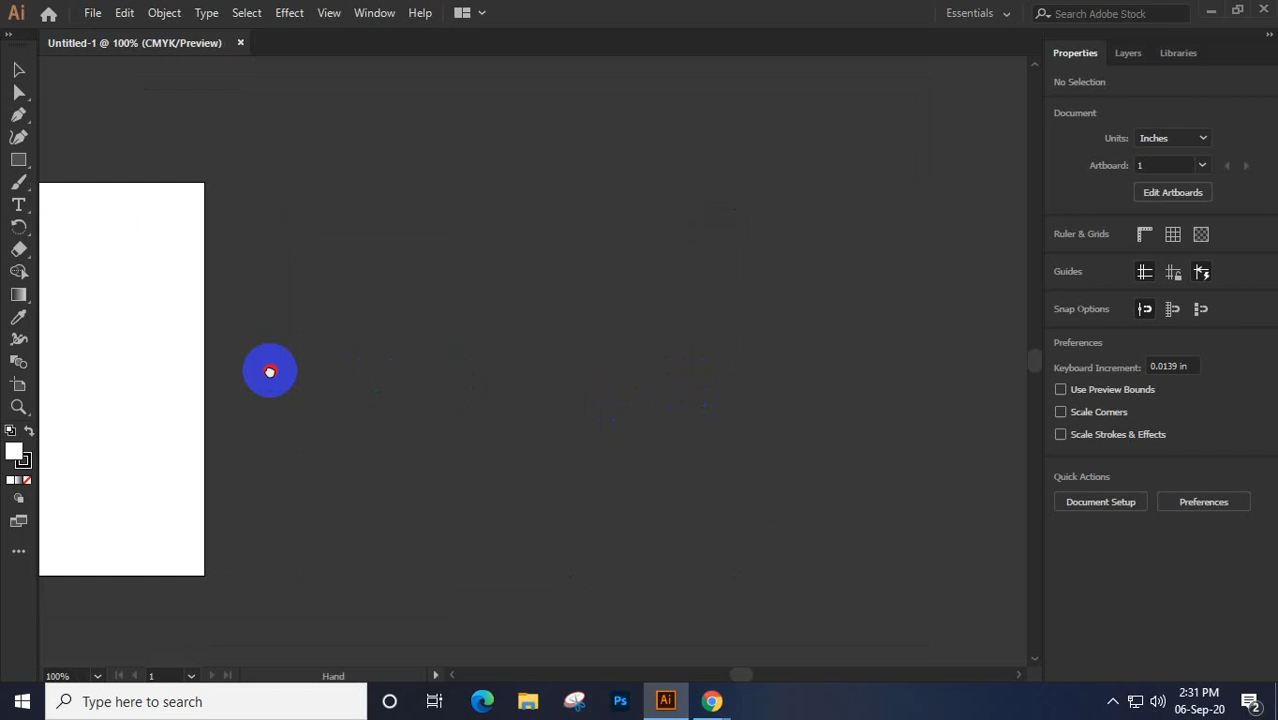 Ai File Edit Object Type Select Effect View Window Help Essentials Search Adobe Stock
Untitled-1 @ 100% (CMYK/Preview) ×
Properties Layers Libraries
No Selection
Document
Units: Inches
Artboard: 1
Edit Artboards
Ruler & Grids
Guides
Snap Options
Preferences
Keyboard Increment: 0.0139 in
Use Preview Bounds
Scale Corners
Scale Strokes & Effects
Quick Actions
Document Setup Preferences
T
100% 1 Hand
Type here to search
Ps Ai
2:31 PM
06-Sep-20
2